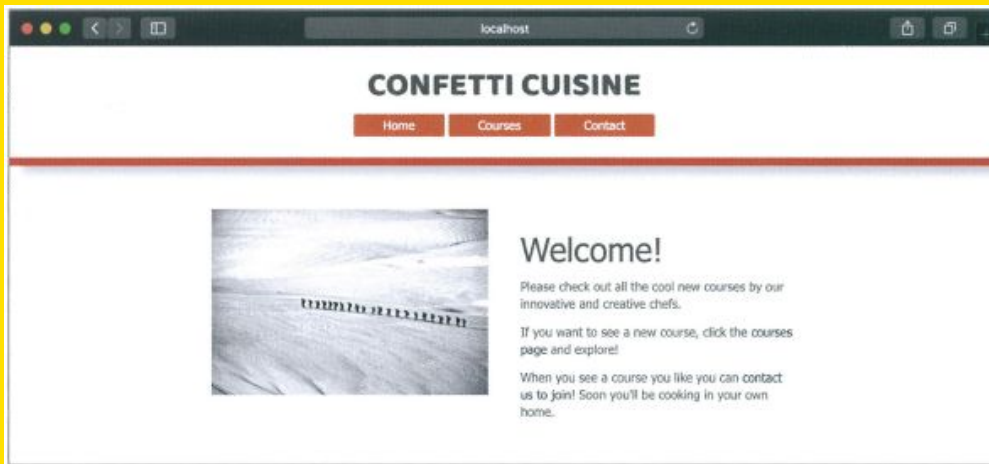 localhost
CONFETTI CUISINE
Home Courses Contact
Welcome!
Please check out all the cool new courses by our
innovative and creative chefs.
If you want to see a new course, click the courses
page and explore!
When you see a course you like you can contact
us to join! Soon you'll be cooking in your own
home.